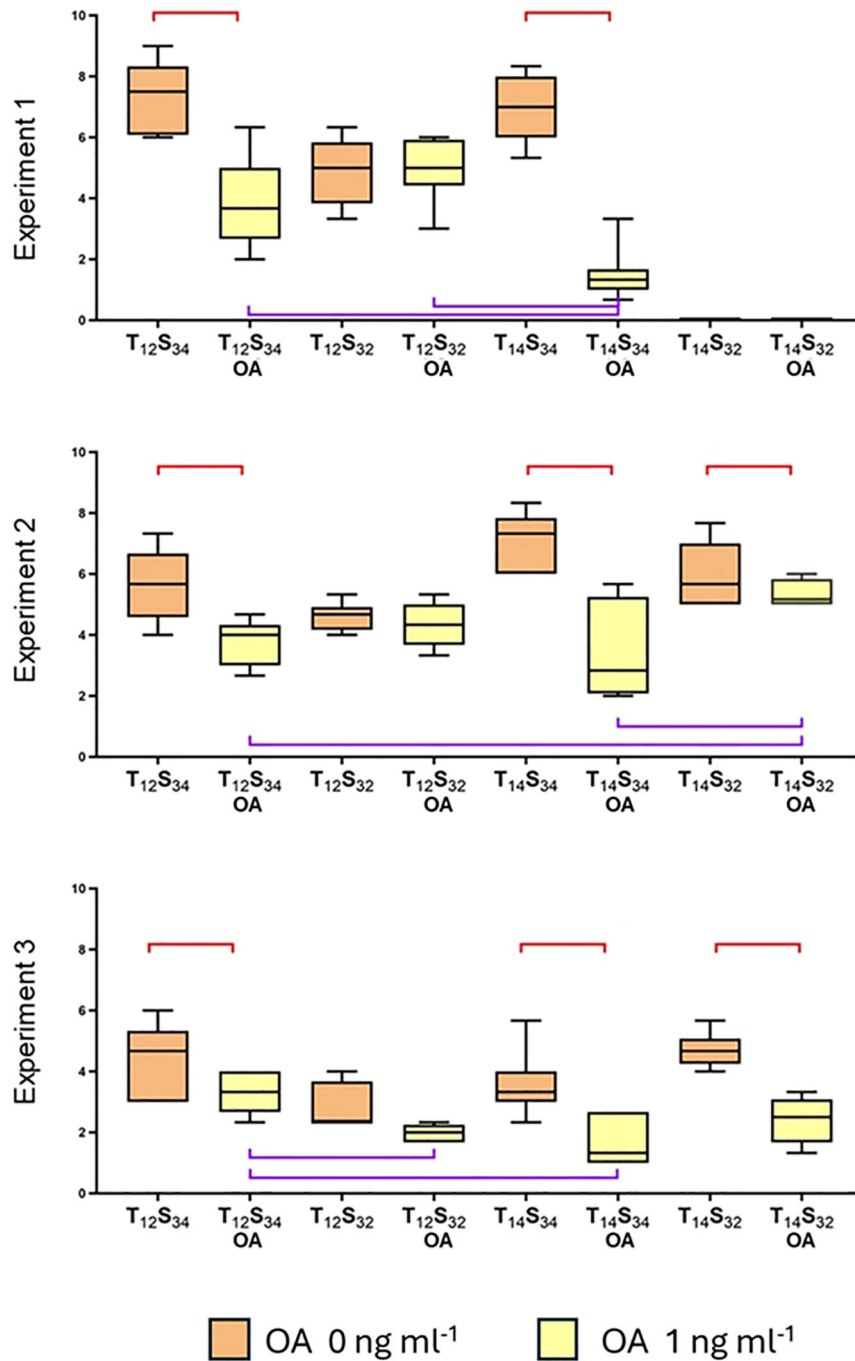 Experiment 1
10
8
6
4
2
0
T₁₂S₃₄ T₁₂S₃₄ T₁₂S₃₂ T₁₂S₃₂ T₁₄S₃₄ T₁₄S₃₄ T₁₄S₃₂ T₁₄S₃₂
OA OA OA OA
Experiment 2
10
8
6
4
2
0
T₁₂S₃₄ T₁₂S₃₄ T₁₂S₃₂ T₁₂S₃₂ T₁₄S₃₄ T₁₄S₃₄ T₁₄S₃₂ T₁₄S₃₂
OA OA OA OA
Experiment 3
10
8
6
4
2
0
T₁₂S₃₄ T₁₂S₃₄ T₁₂S₃₂ T₁₂S₃₂ T₁₄S₃₄ T₁₄S₃₄ T₁₄S₃₂ T₁₄S₃₂
OA OA OA OA
OA 0 ng ml⁻¹ OA 1 ng ml⁻¹